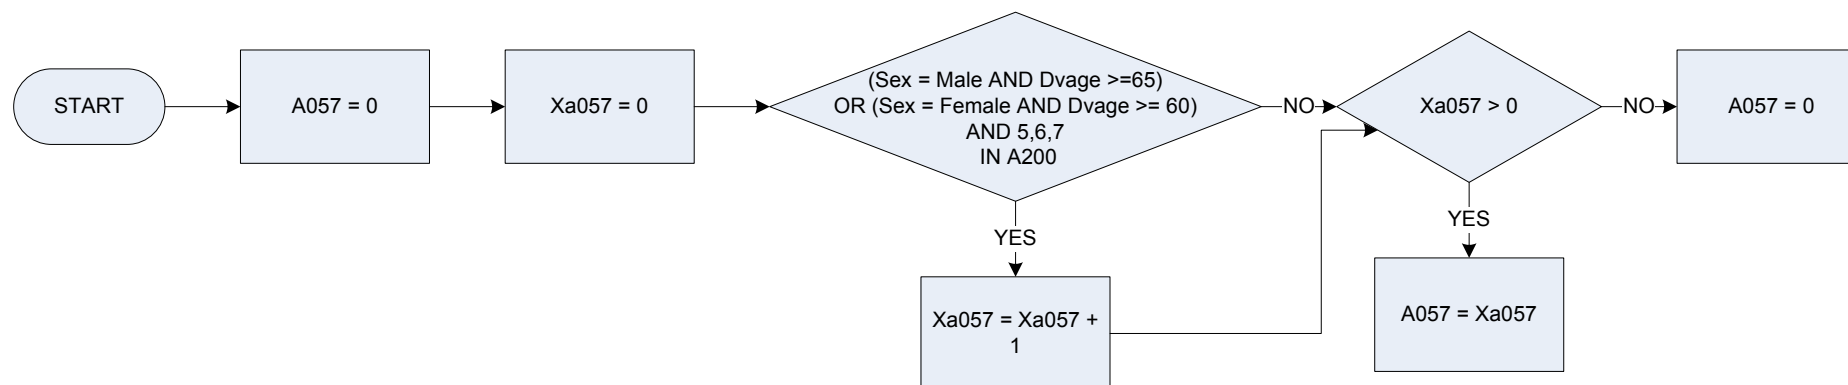 START
A057 = 0
Xa057 = 0
(Sex = Male AND Dvage >=65)
OR (Sex = Female AND Dvage >= 60)
AND 5,6,7
IN A200
NO
Xa057 > 0
NO
A057 = 0
YES
Xa057 = Xa057 +
1
YES
A057 = Xa057